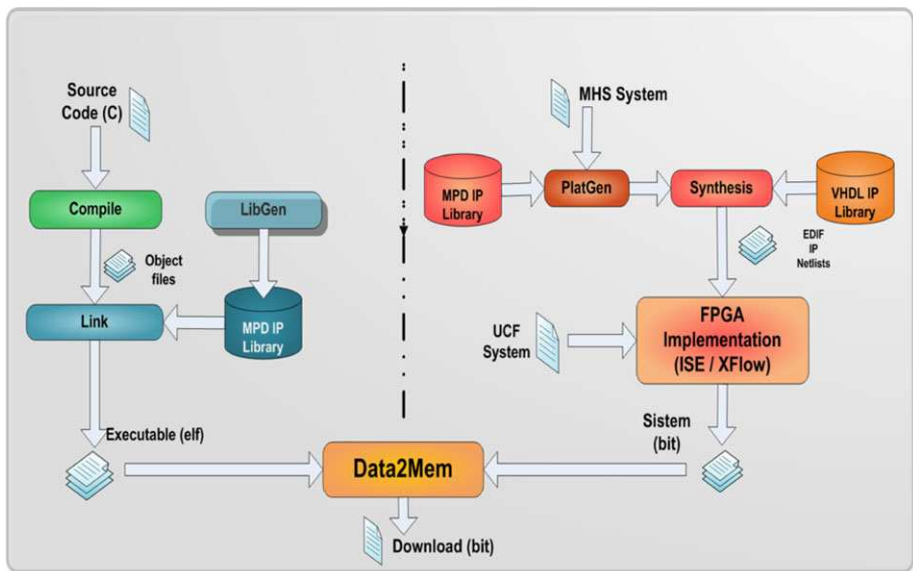 Source
Code (C)
Compile
LibGen
Object
files
Link
MPD IP
Library
Executable (elf)
MHS System
MPD IP
Library
PlatGen
Synthesis
VHDL IP
Library
EDIF
IP
Netlists
UCF
System
FPGA
Implementation
(ISE / XFlow)
Sistem
(bit)
Data2Mem
Download (bit)